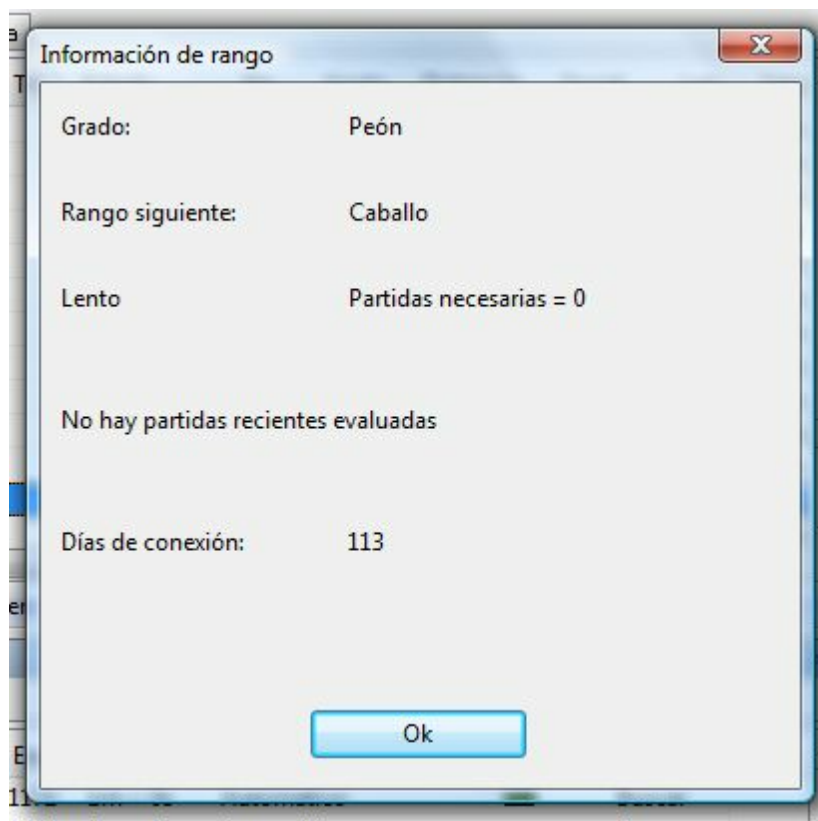 Información de rango
Grado: Peón
Rango siguiente: Caballo
Lento Partidas necesarias = 0
No hay partidas recientes evaluadas
Días de conexión: 113
Ok